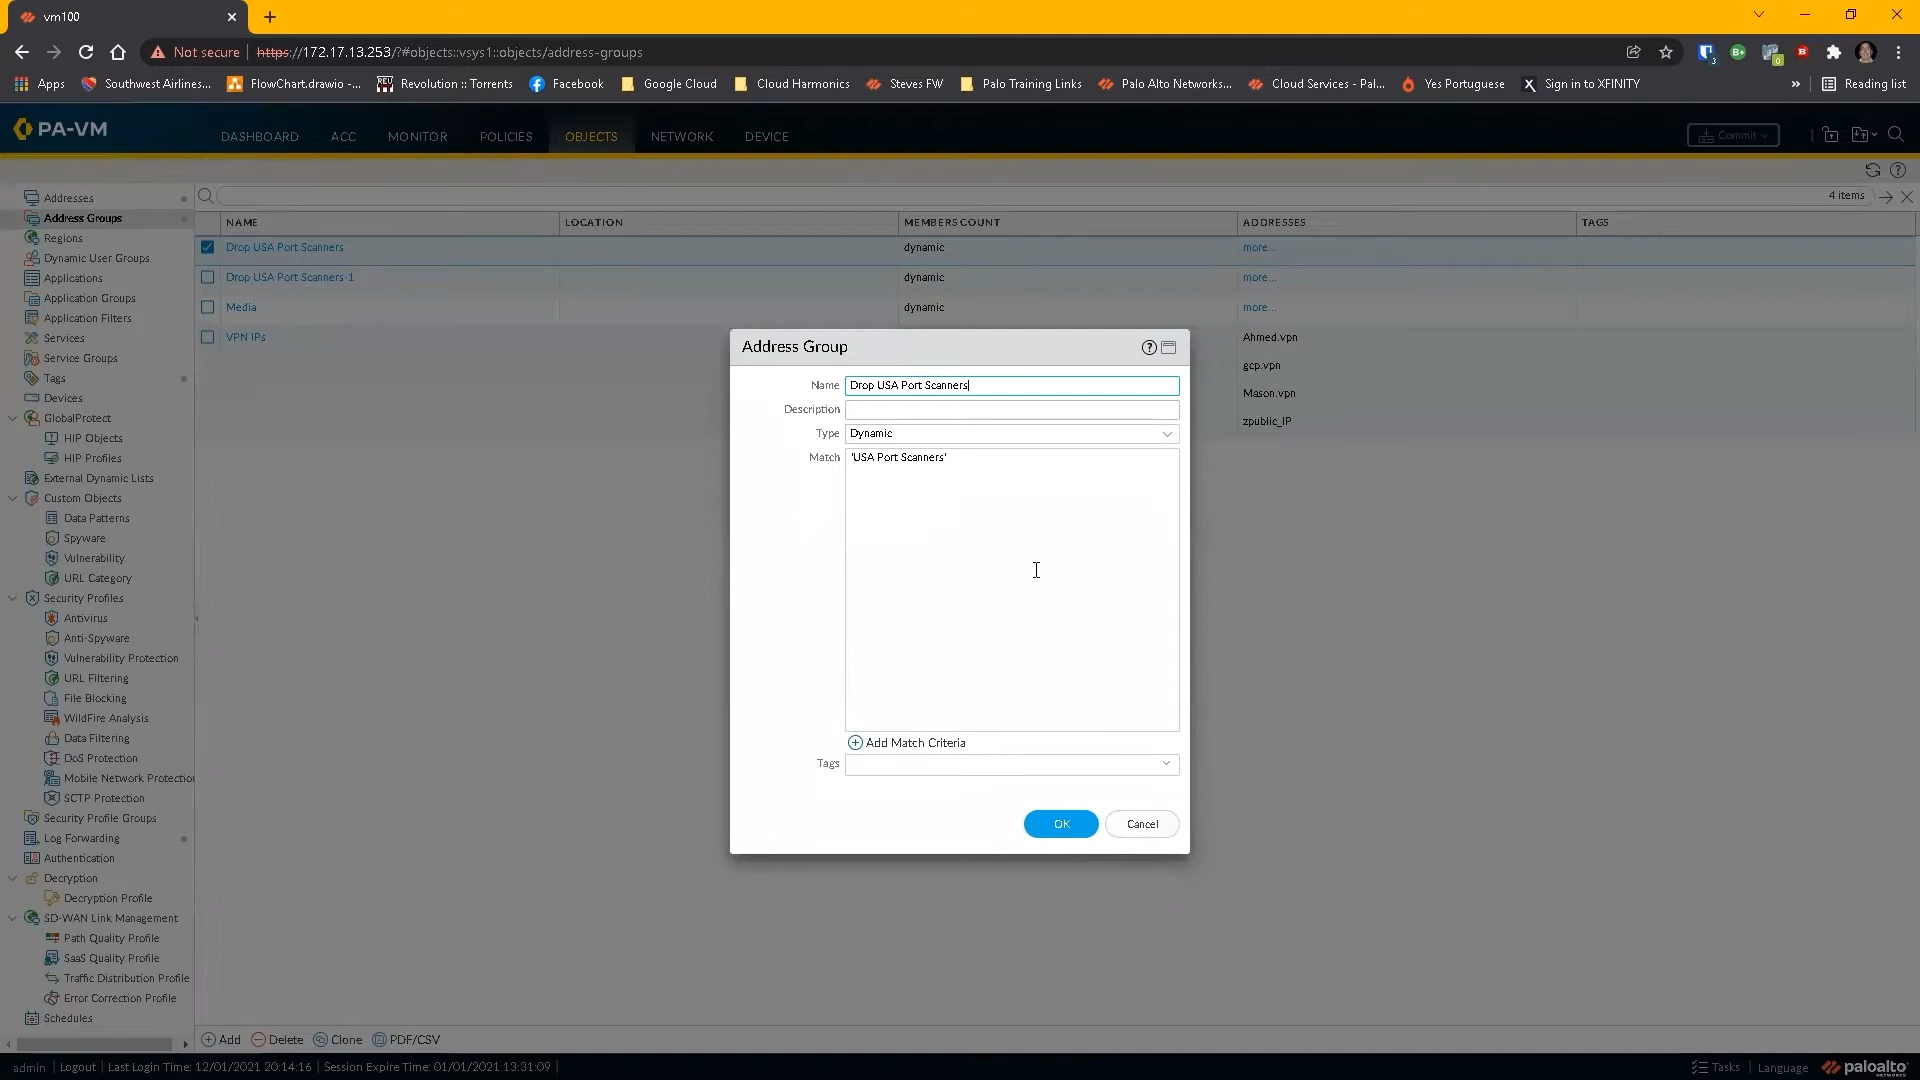 vm100
Not secure https://172.17.13.253/?#objects::vsys1::objects/address-groups
3
B+
0
Apps Southwest Airlines... FlowChart.drawio -... REV Revolution :: Torrents Facebook Google Cloud Cloud Harmonics Steves FW Palo Training Links Palo Alto Networks... Cloud Services - Pal... Yes Portuguese X Sign in to XFINITY » Reading list
PA-VM DASHBOARD ACC MONITOR POLICIES OBJECTS NETWORK DEVICE Commit
4 items
NAME LOCATION MEMBERS COUNT ADDRESSES TAGS
Drop USA Port Scanners dynamic more...
Drop USA Port Scanners-1 dynamic more...
Media dynamic more...
VPN IPs Ahmed.vpn
gcp.vpn
Mason.vpn
zpublic_IP
Addresses
Address Groups
Regions
Dynamic User Groups
Applications
Application Groups
Application Filters
Services
Service Groups
Tags
Devices
GlobalProtect
HIP Objects
HIP Profiles
External Dynamic Lists
Custom Objects
Data Patterns
Spyware
Vulnerability
URL Category
Security Profiles
Antivirus
Anti-Spyware
Vulnerability Protection
URL Filtering
File Blocking
WildFire Analysis
Data Filtering
DoS Protection
Mobile Network Protectio
SCTP Protection
Security Profile Groups
Log Forwarding
Authentication
Decryption
Decryption Profile
SD-WAN Link Management
Path Quality Profile
SaaS Quality Profile
Traffic Distribution Profile
Error Correction Profile
Schedules
Address Group
Name Drop USA Port Scanners
Description
Type Dynamic
Match 'USA Port Scanners'
Add Match Criteria
Tags
OK Cancel
Add Delete Clone PDF/CSV
admin | Logout | Last Login Time: 12/01/2021 20:14:16 | Session Expire Time: 01/01/2021 13:31:09 |
Tasks | Language paloalto
NETWORKS